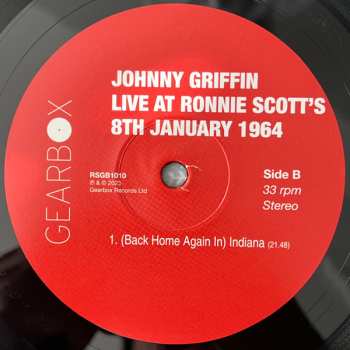 GEARBOX
JOHNNY GRIFFIN
LIVE AT RONNIE SCOTT'S
8TH JANURARY 1964
RSGB1010
℗ & © 2023
Gearbox Records Ltd
Side B
33 rpm
Stereo
1. (Back Home Again In) Indiana (21.48)